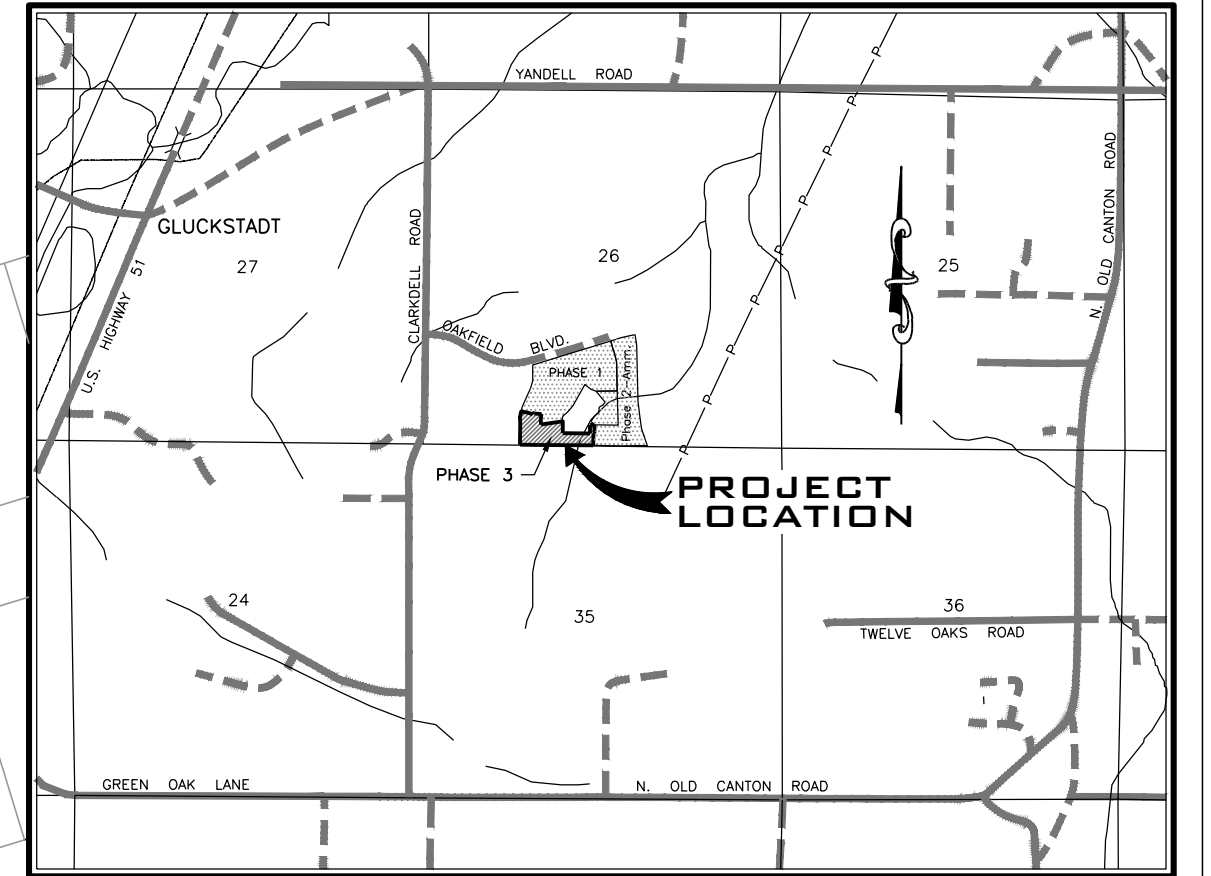 YANDELL ROAD
P
P
P
P
P
P
P
P
P
GLUCKSTADT
27
26
25
U.S. HIGHWAY 51
CLARKDELL ROAD
N. OLD CANTON ROAD
OAKFIELD BLVD.
PHASE 1
Phase 2-Amm.
PHASE 3
PROJECT
LOCATION
24
35
36
TWELVE OAKS ROAD
GREEN OAK LANE
N. OLD CANTON ROAD